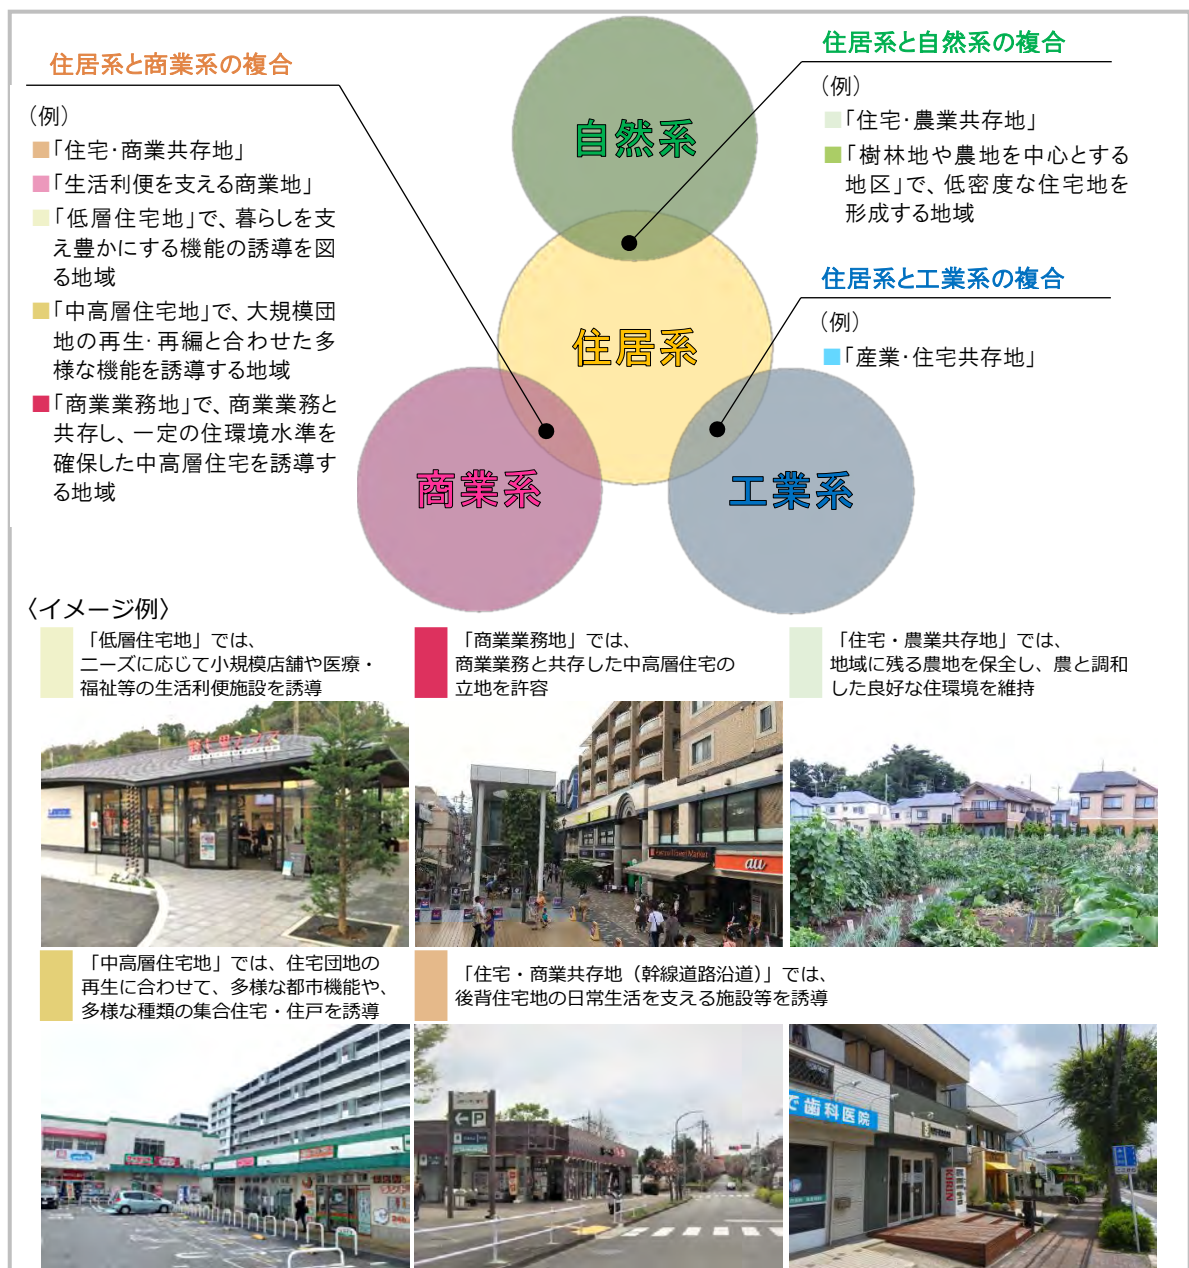 住居系と商業系の複合
（例）
■「住宅・商業共存地」
■「生活利便を支える商業地」
■「低層住宅地」で、暮らしを支
え豊かにする機能の誘導を図
る地域
■「中高層住宅地」で、大規模団
地の再生・再編と合わせた多
様な機能を誘導する地域
■「商業業務地」で、商業業務と
共存し、一定の住環境水準を
確保した中高層住宅を誘導す
る地域
自然系
住居系
商業系
工業系
住居系と自然系の複合
（例）
■「住宅・農業共存地」
■「樹林地や農地を中心とする
地区」で、低密度な住宅地を
形成する地域
住居系と工業系の複合
（例）
■「産業・住宅共存地」
〈イメージ例〉
「低層住宅地」では、
ニーズに応じて小規模店舗や医療・
福祉等の生活利便施設を誘導
「商業業務地」では、
商業業務と共存した中高層住宅の
立地を許容
「住宅・農業共存地」では、
地域に残る農地を保全し、農と調和
した良好な住環境を維持
au
「中高層住宅地」では、住宅団地の
再生に合わせて、多様な都市機能や、
多様な種類の集合住宅・住戸を誘導
「住宅・商業共存地（幹線道路沿道）」では、
後背住宅地の日常生活を支える施設等を誘導
←P
で歯科医院
KIRIN